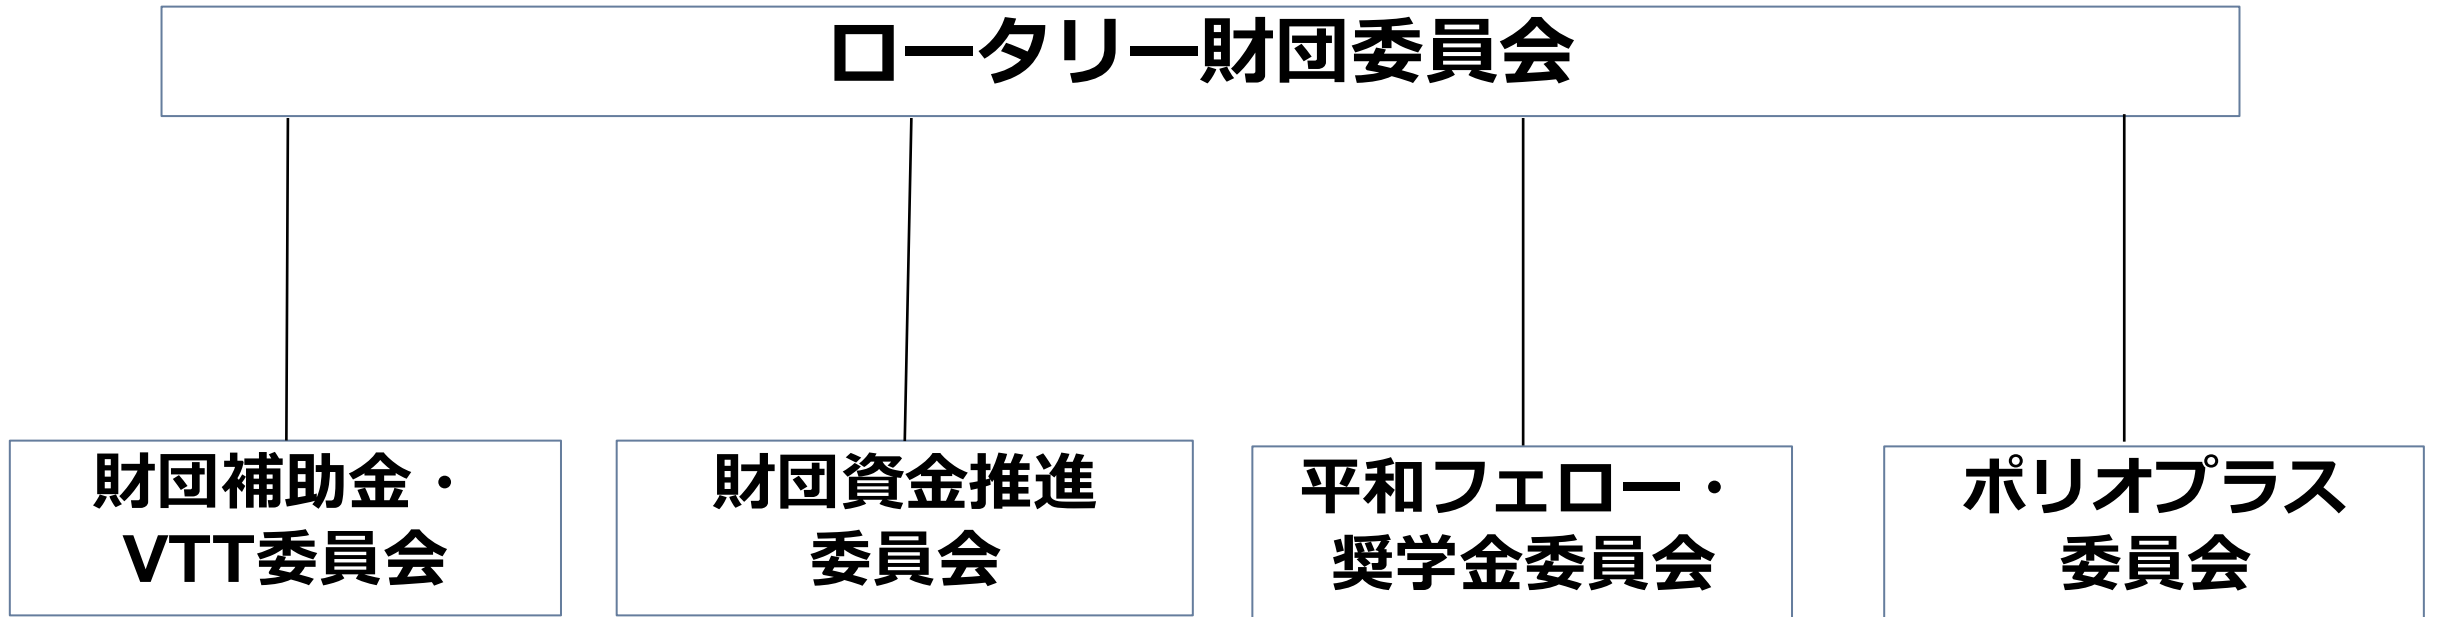 ロータリー財団委員会
財団補助金・
VTT委員会
財団資金推進
委員会
平和フェロー・
奨学金委員会
ポリオプラス
委員会